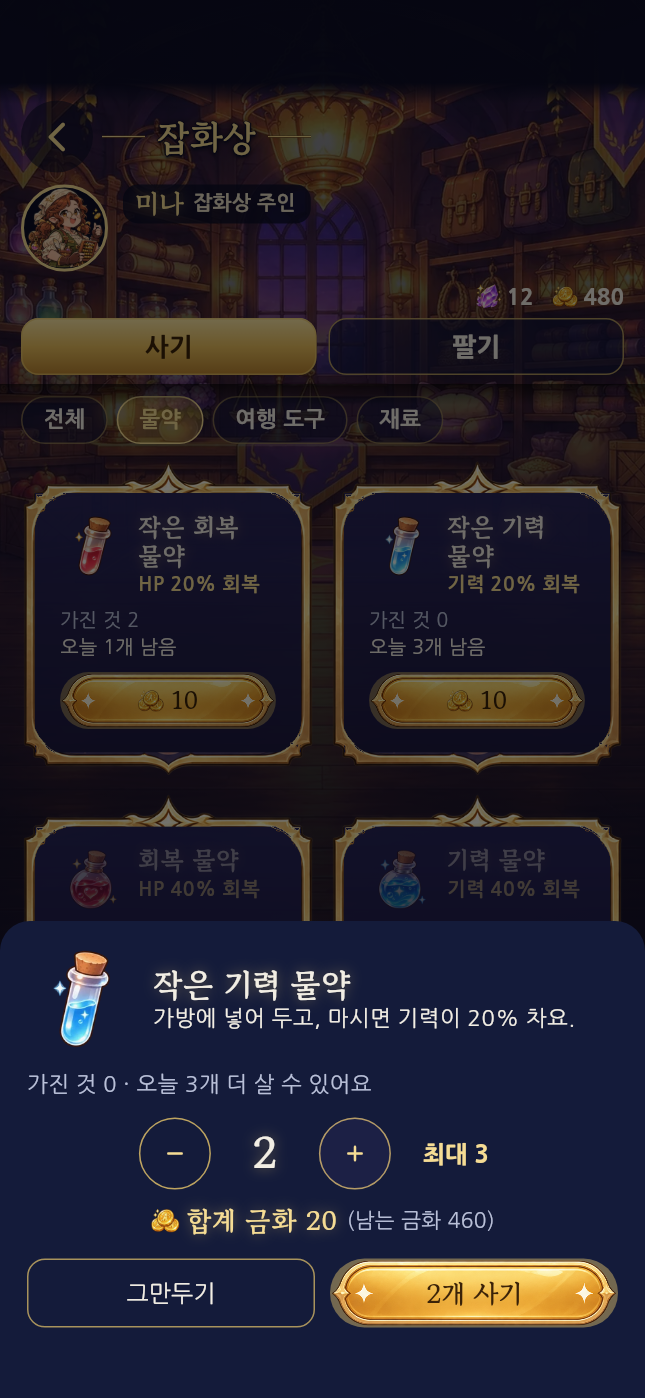 잡화상
미나 잡화상 주인
12 480
사기 팔기
전체 물약 여행 도구 재료
작은 회복
물약
HP 20% 회복
가진 것 2
오늘 1개 남음
10
작은 기력
물약
기력 20% 회복
가진 것 0
오늘 3개 남음
10
회복 물약
HP 40% 회복
기력 물약
기력 40% 회복
작은 기력 물약
가방에 넣어 두고, 마시면 기력이 20% 차요.
가진 것 0 · 오늘 3개 더 살 수 있어요
− 2 + 최대 3
합계 금화 20 (남는 금화 460)
그만두기 2개 사기